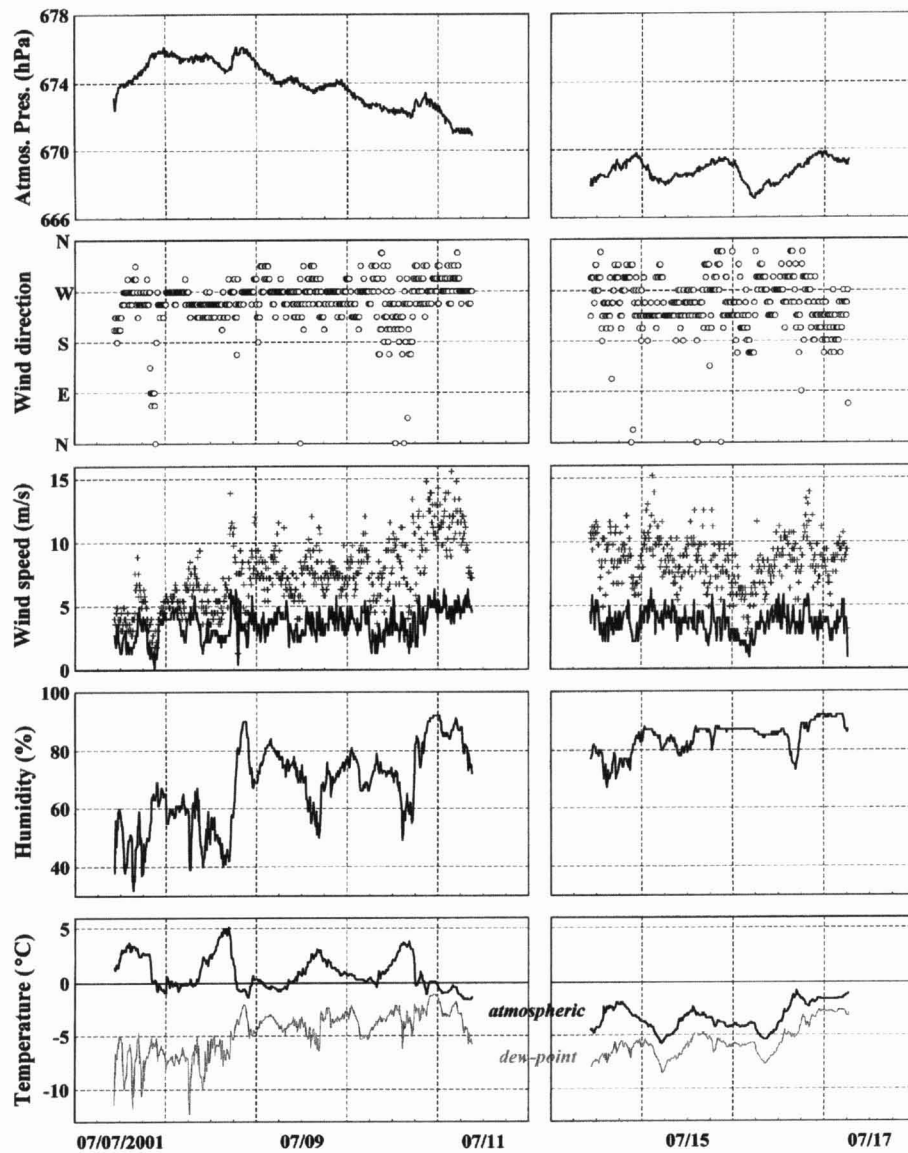 678
674
670
666
Atmos. Pres. (hPa)
N
W
S
E
N
Wind direction
15
10
5
0
Wind speed (m/s)
100
80
60
40
Humidity (%)
5
0
-5
-10
Temperature (°C)
atmospheric
dew-point
07/07/2001
07/09
07/11
07/15
07/17